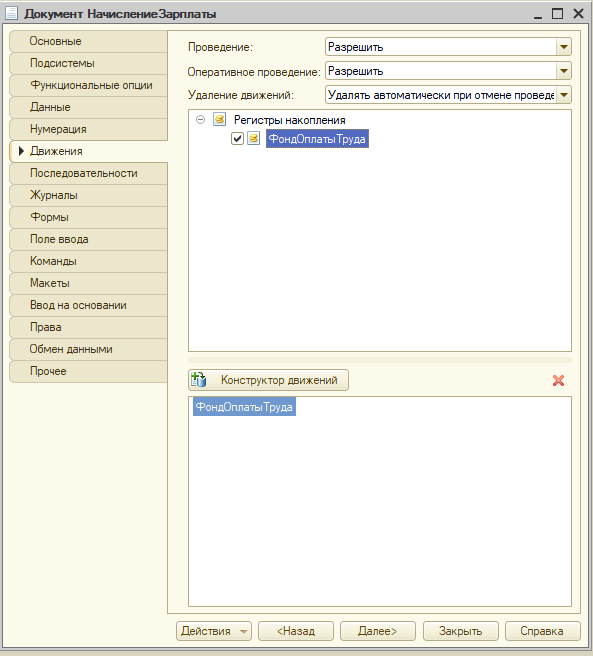 Документ НачислениеЗарплаты
Основные
Подсистемы
Функциональные опции
Данные
Нумерация
Движения
Последовательности
Журналы
Формы
Поле ввода
Команды
Макеты
Ввод на основании
Права
Обмен данными
Прочее
Проведение: Разрешить
Оперативное проведение: Разрешить
Удаление движений: Удалять автоматически при отмене проведе
Регистры накопления
ФондОплатыТруда
Конструктор движений
ФондОплатыТруда
Действия <Назад Далее> Закрыть Справка